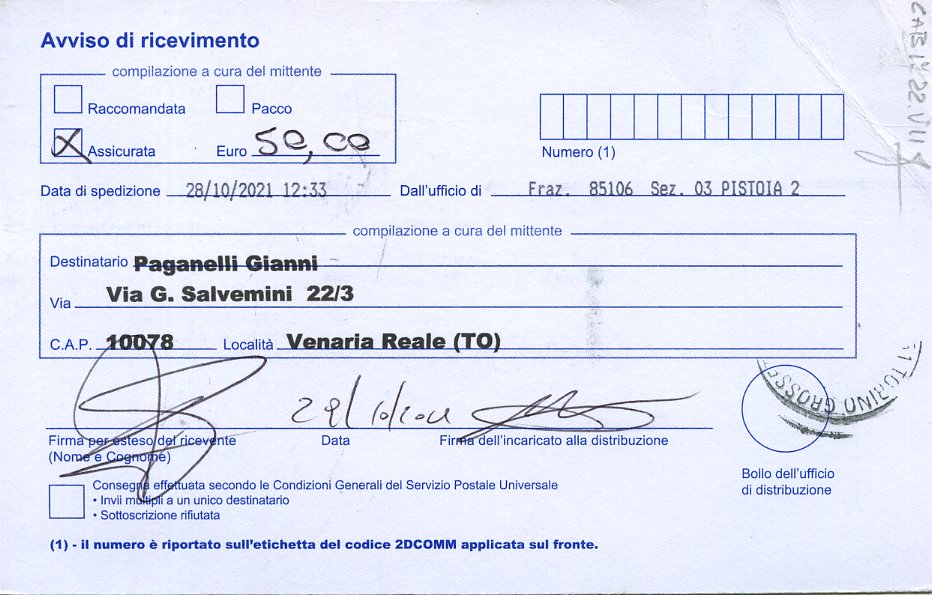 Avviso di ricevimento
compilazione a cura del mittente
Raccomandata Pacco
X Assicurata Euro 50,00
Numero (1)
Data di spedizione 28/10/2021 12:33 Dall'ufficio di Fraz. 85106 Sez. 03 PISTOIA 2
compilazione a cura del mittente
Destinatario Paganelli Gianni
Via Via G. Salvemini 22/3
C.A.P. 10078 Località Venaria Reale (TO)
TORINO GROSS
29/10/2021
Firma per esteso del ricevente Data Firma dell'incaricato alla distribuzione
(Nome e Cognome)
Bollo dell'ufficio
di distribuzione
Consegna effettuata secondo le Condizioni Generali del Servizio Postale Universale
• Invii multipli a un unico destinatario
• Sottoscrizione rifiutata
(1) - il numero è riportato sull'etichetta del codice 2DCOMM applicata sul fronte.